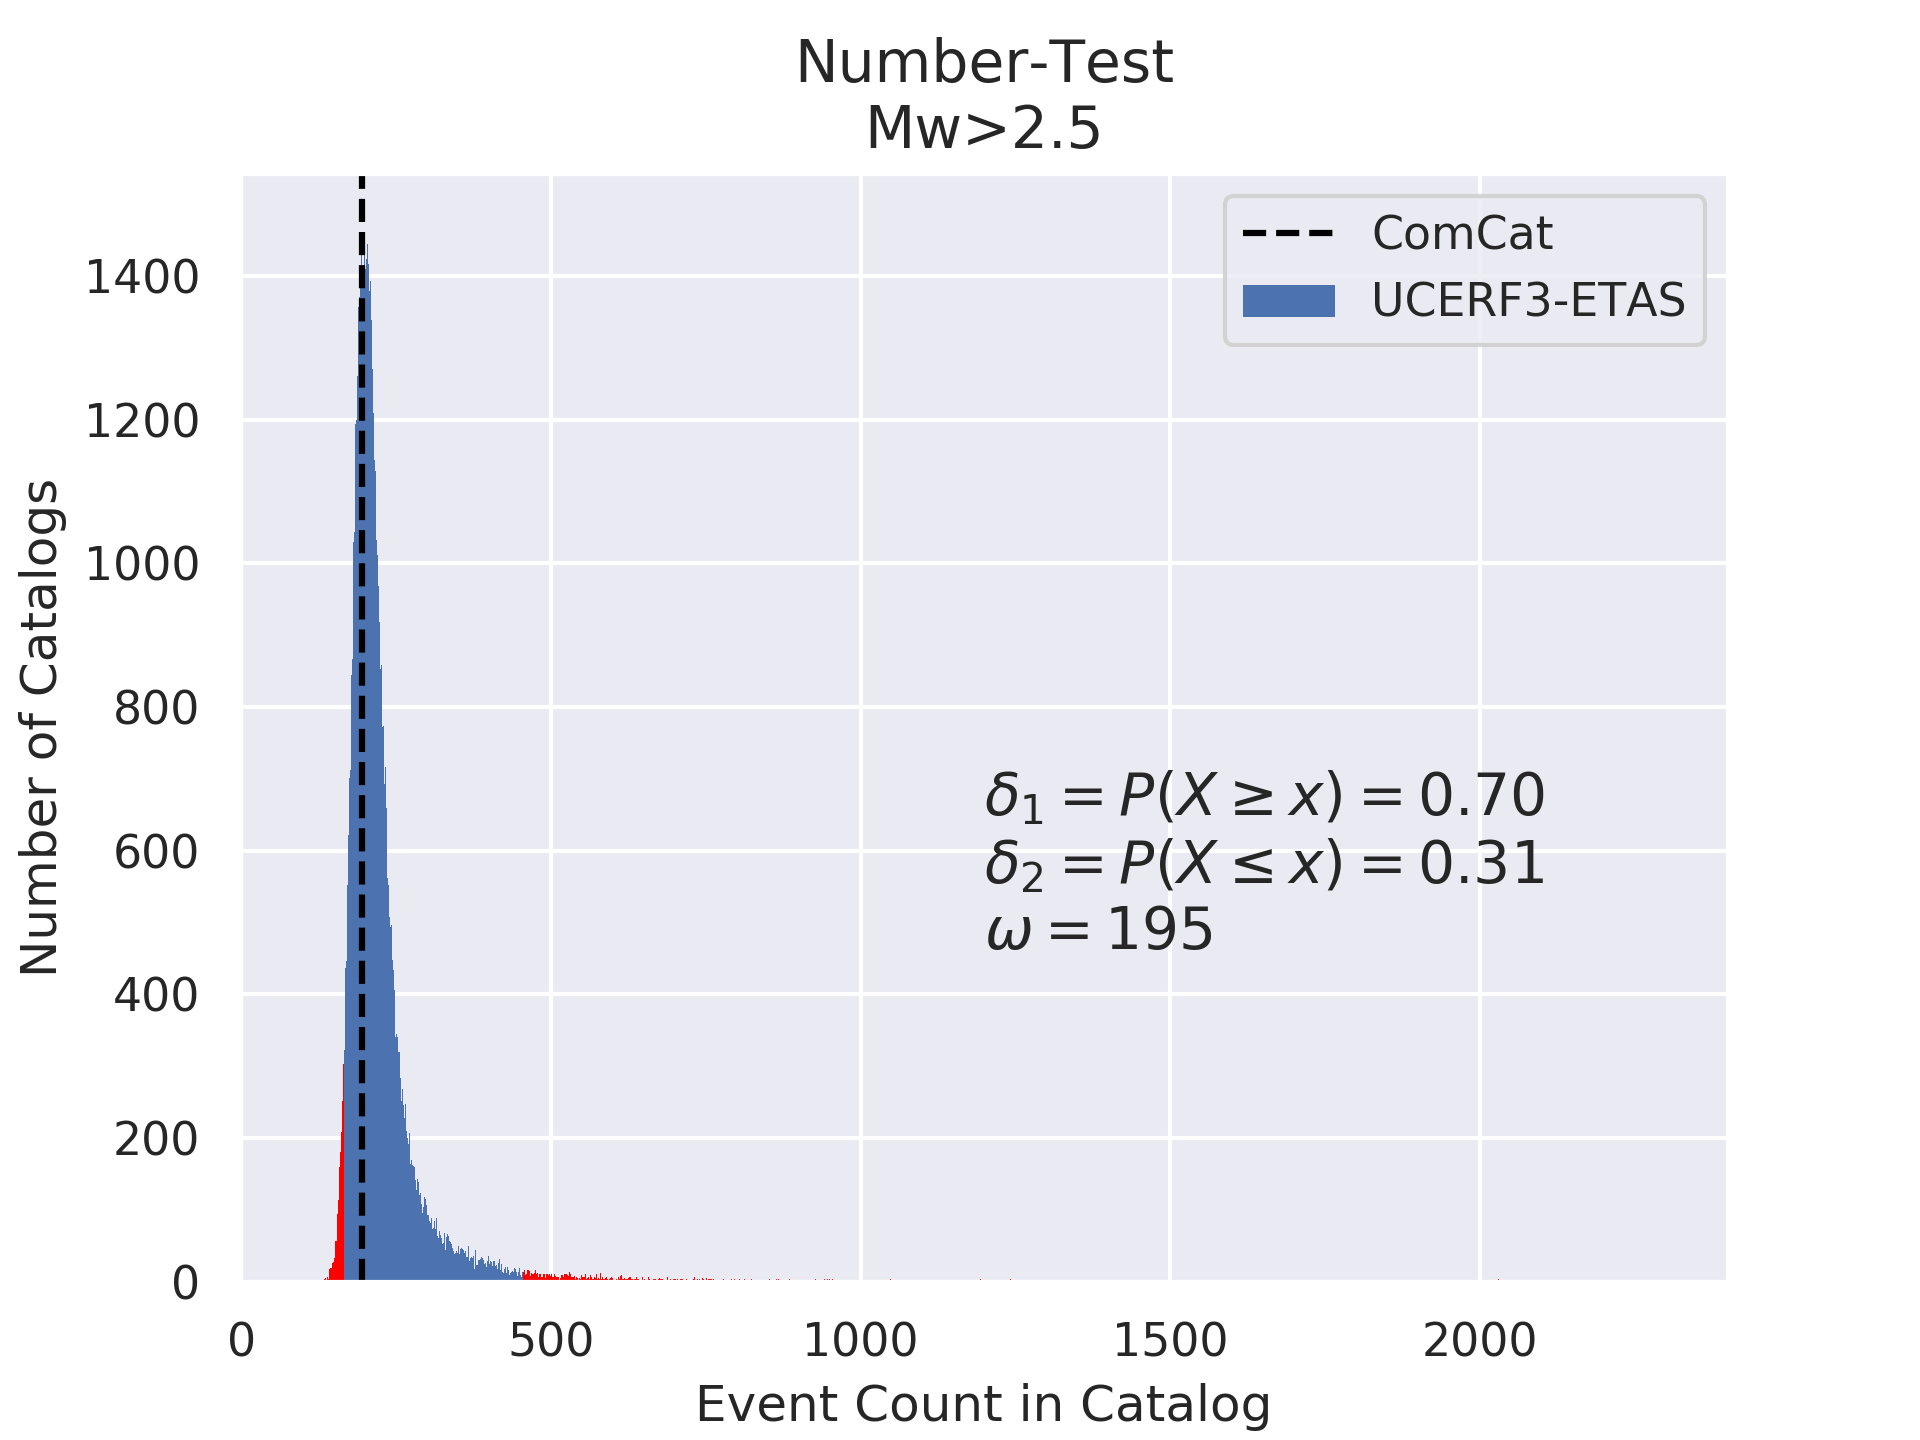 Number-Test
Mw>2.5
ComCat
UCERF3-ETAS
1400
1200
1000
800
600
400
200
0
Number of Catalogs
δ₁ = P(X ≥ x) = 0.70
δ₂ = P(X ≤ x) = 0.31
ω = 195
0 500 1000 1500 2000
Event Count in Catalog